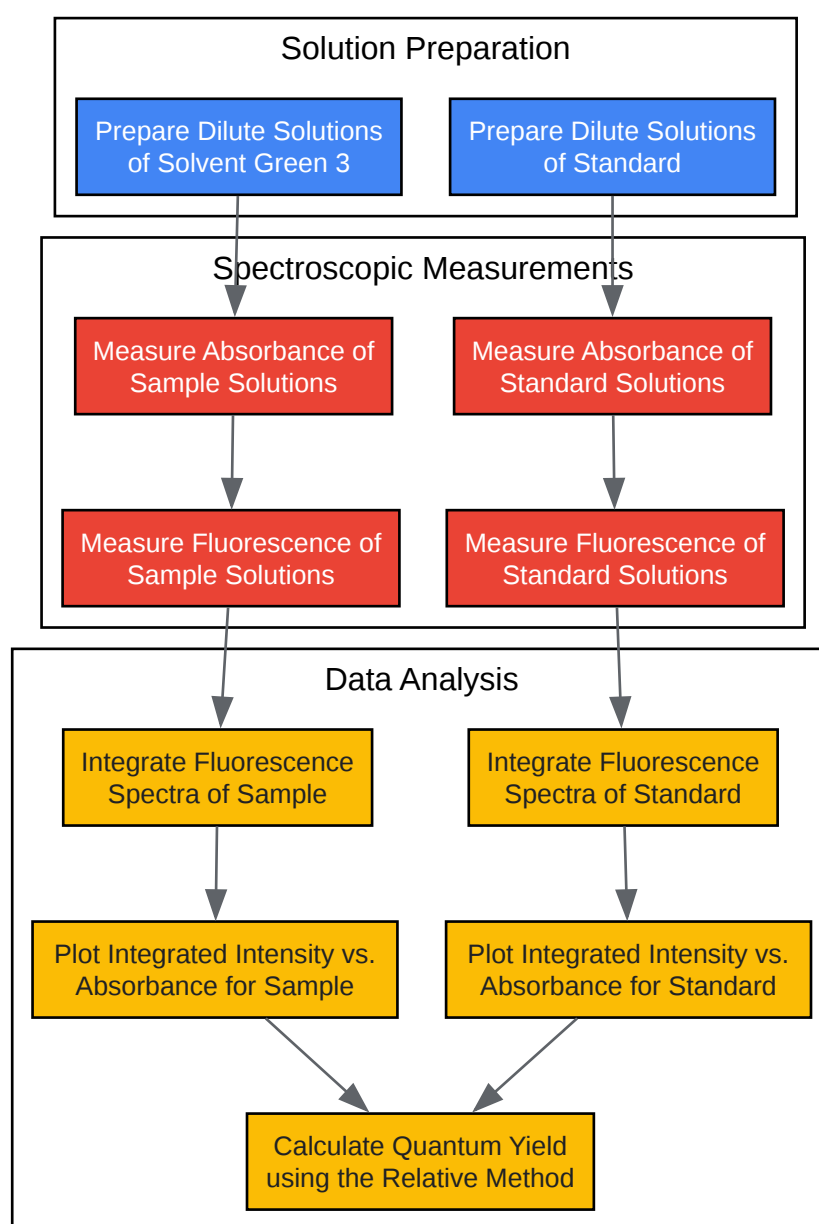 Solution Preparation
Prepare Dilute Solutions
of Solvent Green 3
Prepare Dilute Solutions
of Standard
Spectroscopic Measurements
Measure Absorbance of
Sample Solutions
Measure Absorbance of
Standard Solutions
Measure Fluorescence of
Sample Solutions
Measure Fluorescence of
Standard Solutions
Data Analysis
Integrate Fluorescence
Spectra of Sample
Integrate Fluorescence
Spectra of Standard
Plot Integrated Intensity vs.
Absorbance for Sample
Plot Integrated Intensity vs.
Absorbance for Standard
Calculate Quantum Yield
using the Relative Method